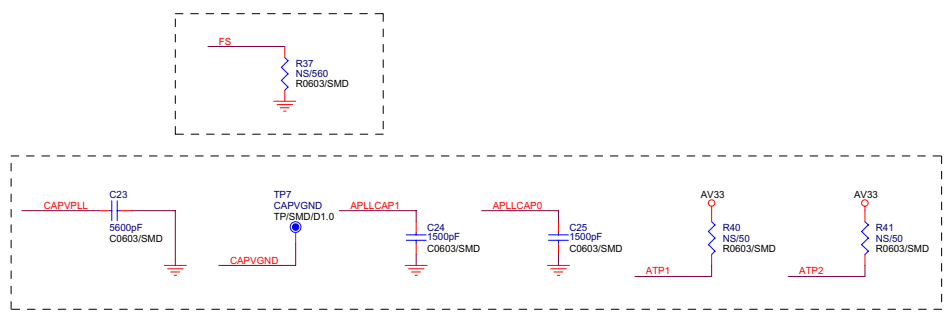 FS
R37
NS/560
R0603/SMD
CAPVPLL
C23
5600pF
C0603/SMD
TP7
CAPVGND
TP/SMD/D1.0
CAPVGND
APLLCAP1
C24
1500pF
C0603/SMD
APLLCAP0
C25
1500pF
C0603/SMD
AV33
R40
NS/50
R0603/SMD
ATP1
AV33
R41
NS/50
R0603/SMD
ATP2